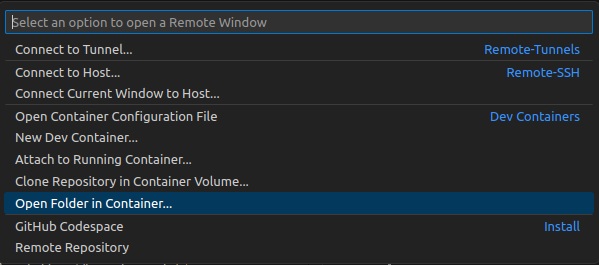 Select an option to open a Remote Window
Connect to Tunnel... Remote-Tunnels
Connect to Host... Remote-SSH
Connect Current Window to Host...
Open Container Configuration File Dev Containers
New Dev Container...
Attach to Running Container...
Clone Repository in Container Volume...
Open Folder in Container...
GitHub Codespace Install
Remote Repository